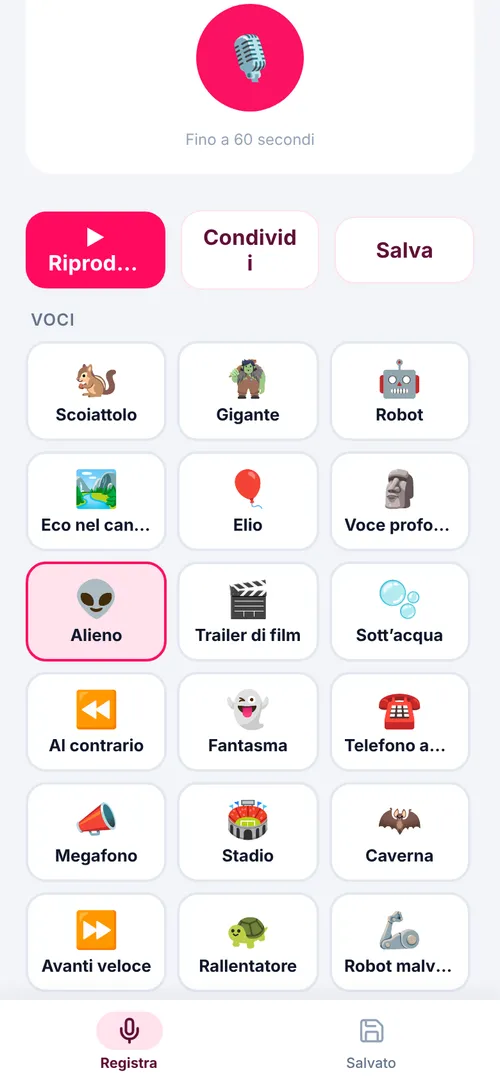 Fino a 60 secondi
▶
Riprod…
Condivid
i
Salva
VOCI
Scoiattolo
Gigante
Robot
Eco nel can…
Elio
Voce profo…
Alieno
Trailer di film
Sott’acqua
Al contrario
Fantasma
Telefono a…
Megafono
Stadio
Caverna
Avanti veloce
Rallentatore
Robot malv…
Registra
Salvato